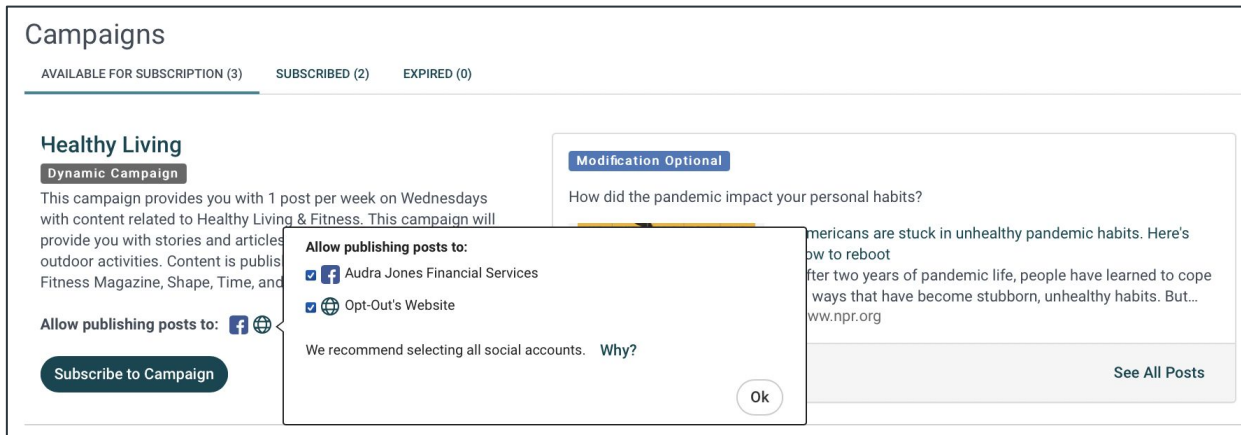 Campaigns
AVAILABLE FOR SUBSCRIPTION (3) SUBSCRIBED (2) EXPIRED (0)
Healthy Living
Dynamic Campaign
This campaign provides you with 1 post per week on Wednesdays
with content related to Healthy Living & Fitness. This campaign will
provide you with stories and articles
outdoor activities. Content is publis
Fitness Magazine, Shape, Time, and
Allow publishing posts to:
Subscribe to Campaign
Allow publishing posts to:
Audra Jones Financial Services
Opt-Out's Website
We recommend selecting all social accounts. Why?
Ok
Modification Optional
How did the pandemic impact your personal habits?
mericans are stuck in unhealthy pandemic habits. Here's
ow to reboot
fter two years of pandemic life, people have learned to cope
ways that have become stubborn, unhealthy habits. But...
ww.npr.org
See All Posts